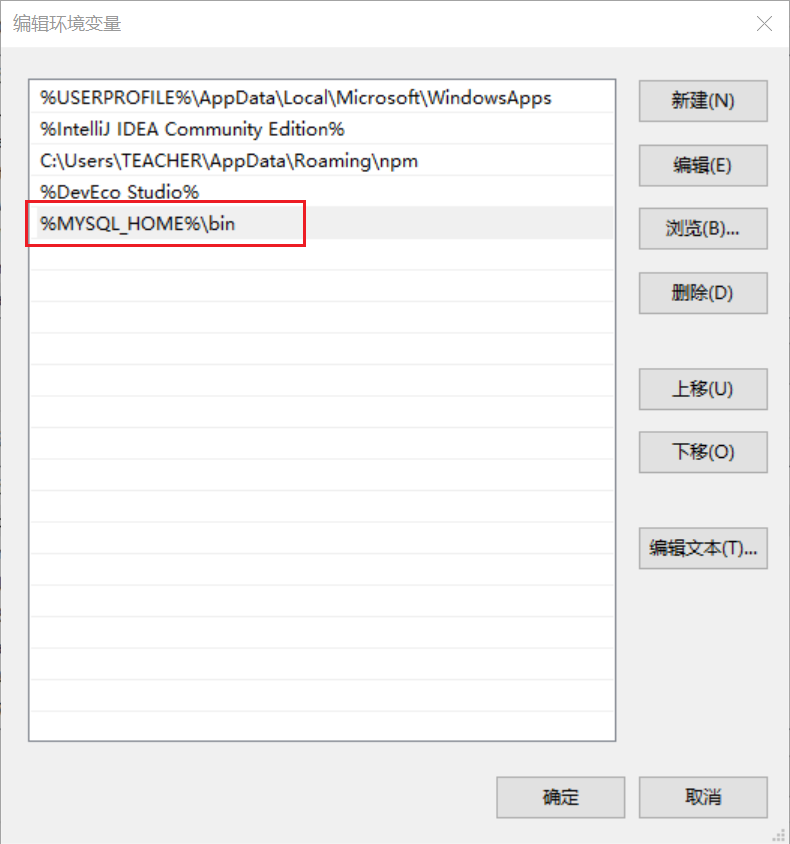 编辑环境变量
%USERPROFILE%\AppData\Local\Microsoft\WindowsApps
%IntelliJ IDEA Community Edition%
C:\Users\TEACHER\AppData\Roaming\npm
%DevEco Studio%
%MYSQL_HOME%\bin
新建(N)
编辑(E)
浏览(B)...
删除(D)
上移(U)
下移(O)
编辑文本(T)...
确定
取消